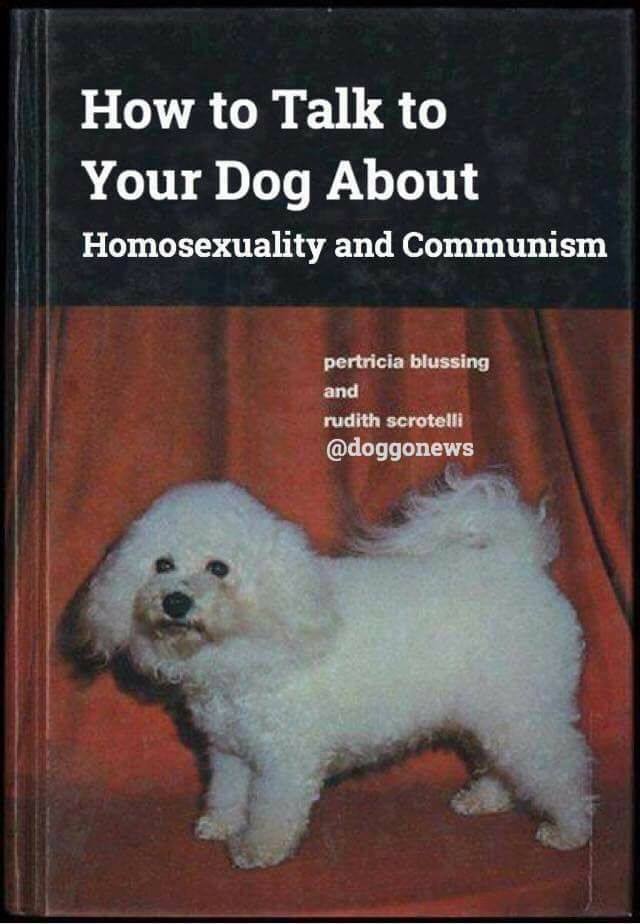 How to Talk to
Your Dog About
Homosexuality and Communism
pertricia blussing
and
rudith scrotelli
@doggonews